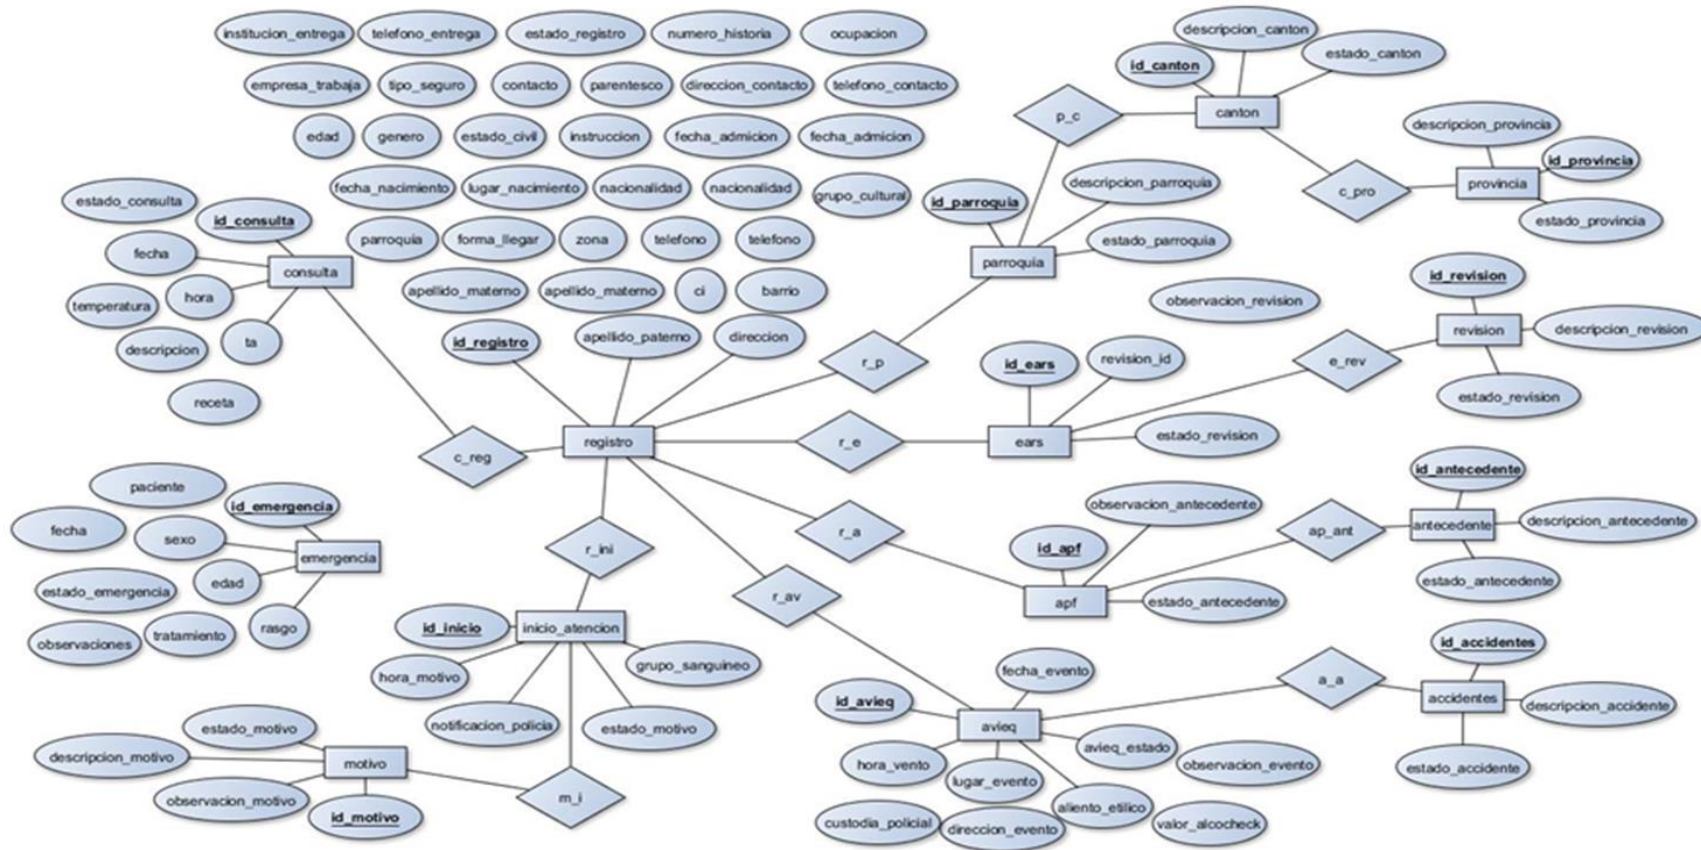 institucion_entrega telefono_entrega estado_registro numero_historia ocupacion
empresa_trabaja tipo_seguro contacto parentesco direccion_contacto telefono_contacto
edad genero estado_civil instruccion fecha_admicion fecha_admicion
fecha_nacimiento lugar_nacimiento nacionalidad nacionalidad grupo_cultural
parroquia forma_llegar zona telefono telefono
apellido_materno apellido_materno ci barrio
id_registro apellido_paterno direccion
registro
estado_consulta
id_consulta
fecha
consulta
temperatura
hora
descripcion
ta
receta
c_reg
descripcion_canton
id_canton
estado_canton
canton
p_c
descripcion_provincia
id_provincia
provincia
c_pro
estado_provincia
id_parroquia
descripcion_parroquia
estado_parroquia
parroquia
r_p
observacion_revision
id_revision
revision
descripcion_revision
e_rev
estado_revision
id_ears
revision_id
ears
estado_revision
r_e
paciente
id_emergencia
fecha
sexo
emergencia
edad
estado_emergencia
rasgo
observaciones
tratamiento
r_ini
r_a
r_av
observacion_antecedente
id_apf
apf
estado_antecedente
ap_ant
id_antecedente
antecedente
descripcion_antecedente
estado_antecedente
id_inicio
inicio_atencion
grupo_sanguineo
hora_motivo
notificacion_policia
estado_motivo
estado_motivo
descripcion_motivo
motivo
observacion_motivo
id_motivo
m_i
fecha_evento
id_avieq
avieq
avieq_estado
observacion_evento
hora_vento
lugar_evento
aliento_etilico
custodia_policial
direccion_evento
valor_alcocheck
a_a
id_accidentes
accidentes
descripcion_accidente
estado_accidente